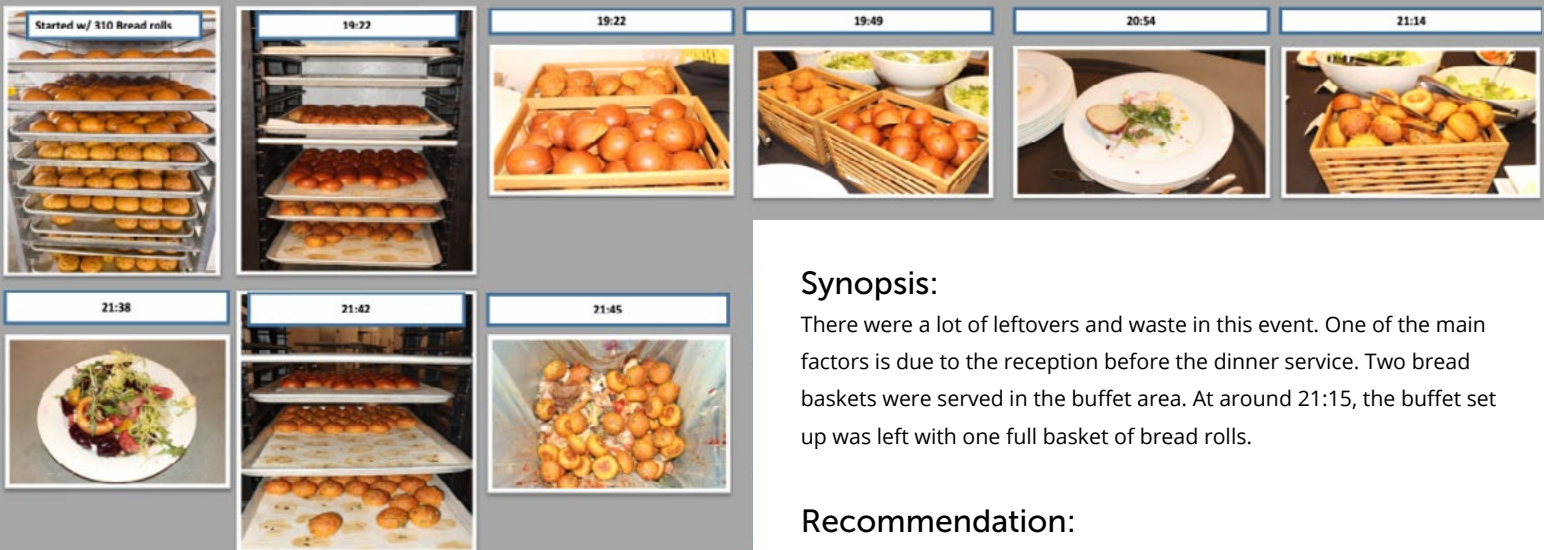 Started w/ 310 Bread rolls
19:22
19:22
19:49
20:54
21:14
21:38
21:42
21:45
Synopsis:
There were a lot of leftovers and waste in this event. One of the main
factors is due to the reception before the dinner service. Two bread
baskets were served in the buffet area. At around 21:15, the buffet set
up was left with one full basket of bread rolls.
Recommendation: